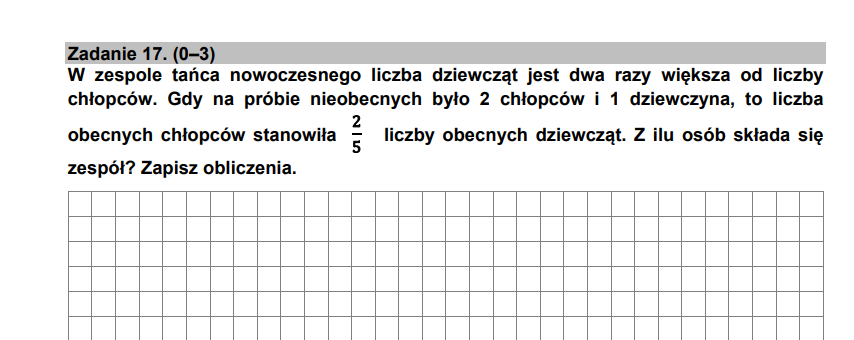 Zadanie 17. (0–3)
W zespole tańca nowoczesnego liczba dziewcząt jest dwa razy większa od liczby
chłopców. Gdy na próbie nieobecnych było 2 chłopców i 1 dziewczyna, to liczba
obecnych chłopców stanowiła 2/5 liczby obecnych dziewcząt. Z ilu osób składa się
zespół? Zapisz obliczenia.